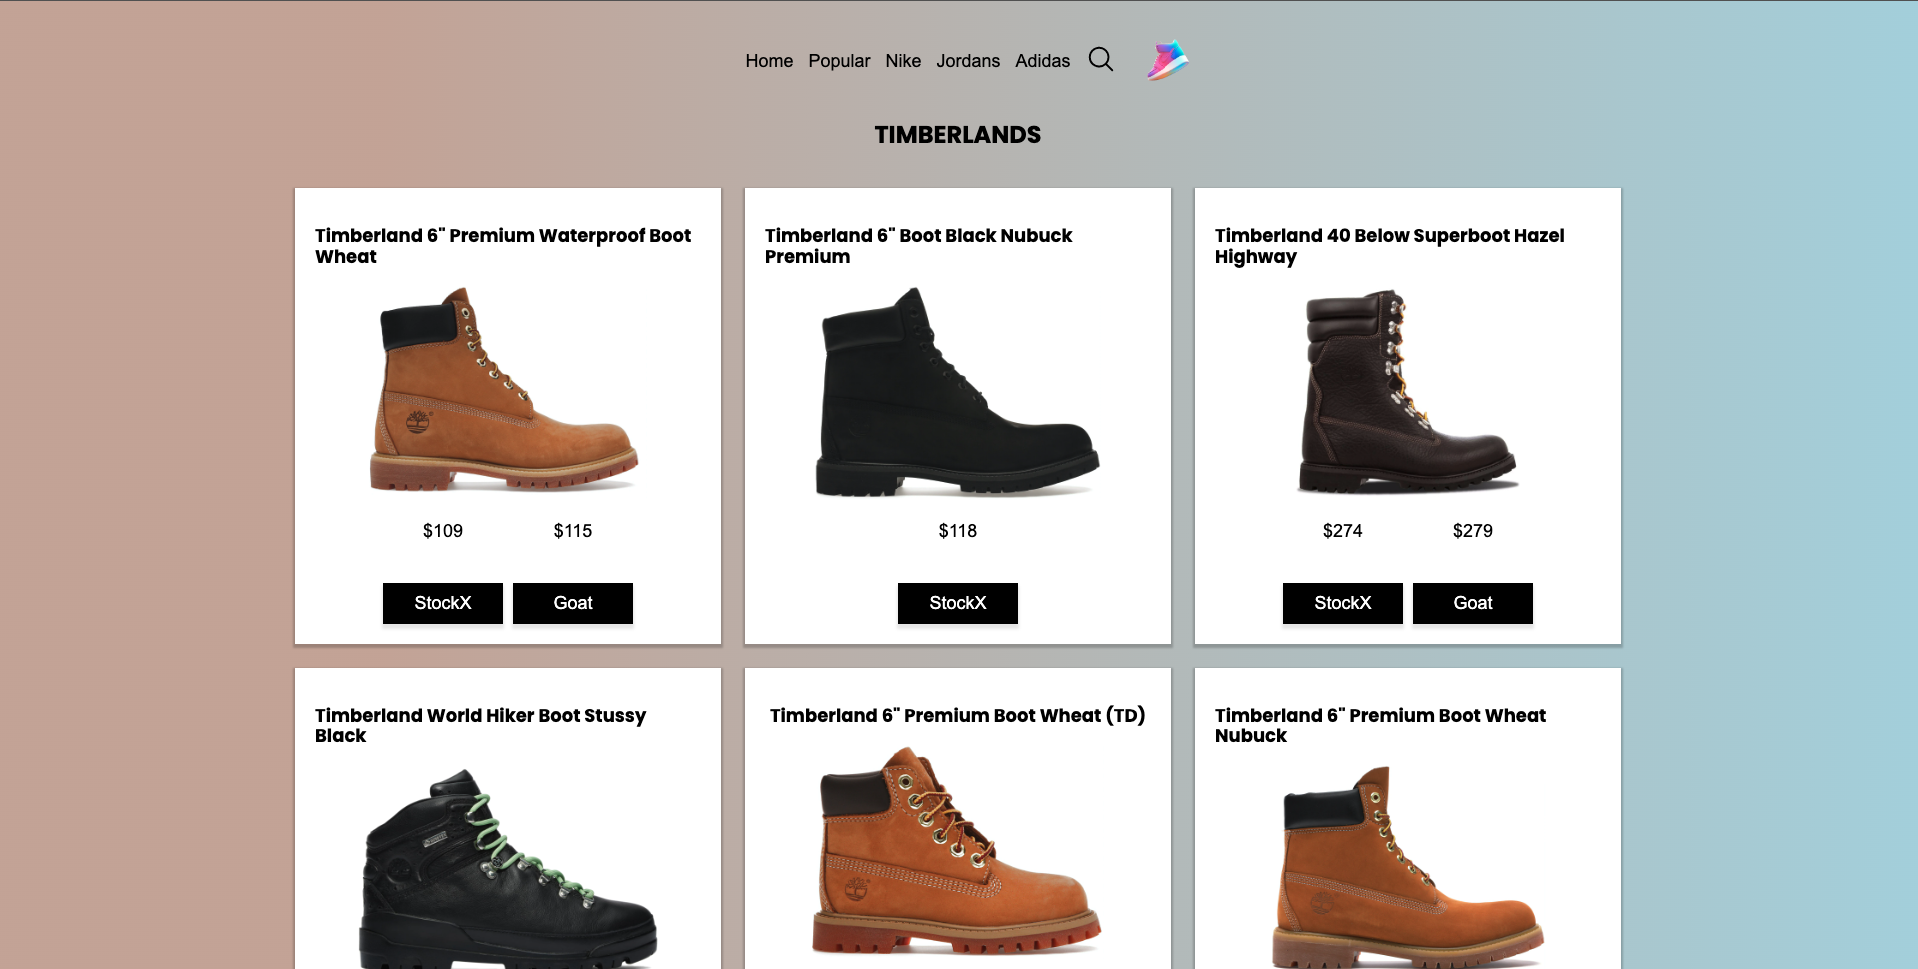 Home Popular Nike Jordans Adidas
TIMBERLANDS
Timberland 6" Premium Waterproof Boot
Wheat
$109 $115
StockX Goat
Timberland 6" Boot Black Nubuck
Premium
$118
StockX
Timberland 40 Below Superboot Hazel
Highway
$274 $279
StockX Goat
Timberland World Hiker Boot Stussy
Black
Timberland 6" Premium Boot Wheat (TD)
Timberland 6" Premium Boot Wheat
Nubuck